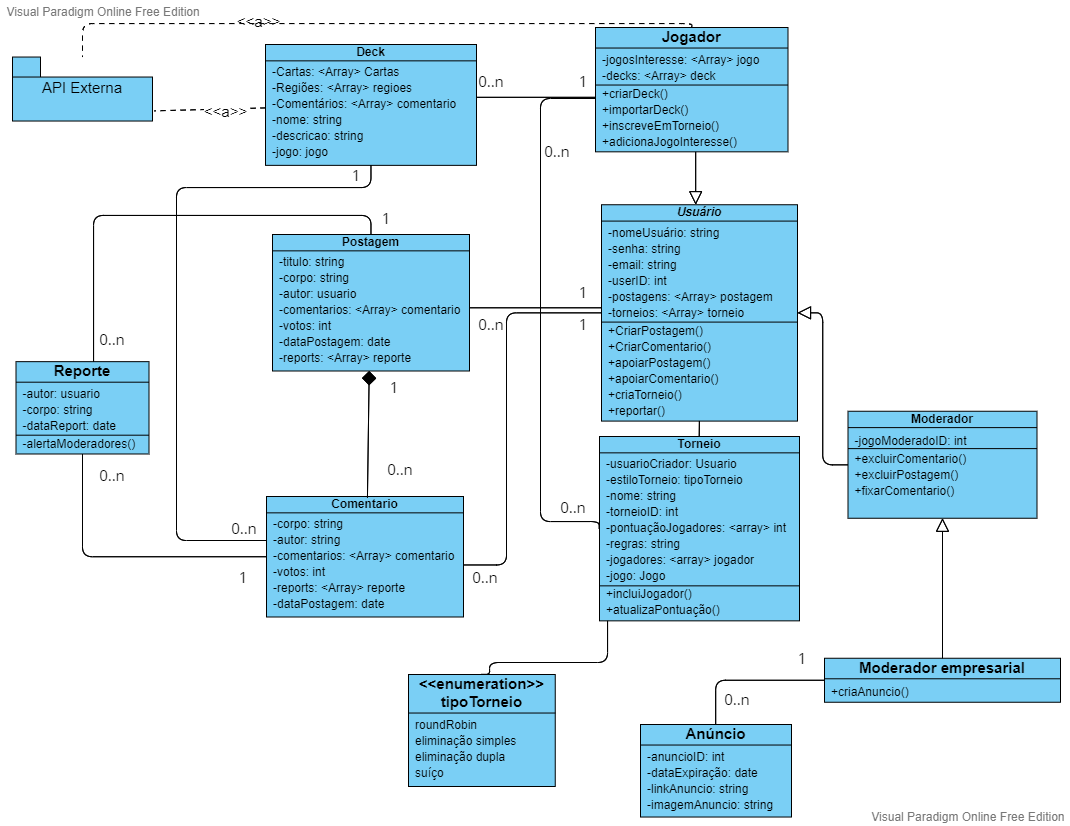 Visual Paradigm Online Free Edition
<<a>>
API Externa
<<a>>
Deck
-Cartas: <Array> Cartas
-Regiões: <Array> regioes
-Comentários: <Array> comentario
-nome: string
-descricao: string
-jogo: jogo
0..n
1
Jogador
-jogosInteresse: <Array> jogo
-decks: <Array> deck
+criarDeck()
+importarDeck()
+inscreveEmTorneio()
+adicionaJogoInteresse()
0..n
1
1
Postagem
-titulo: string
-corpo: string
-autor: usuario
-comentarios: <Array> comentario
-votos: int
-dataPostagem: date
-reports: <Array> reporte
1
0..n
1
Usuário
-nomeUsuário: string
-senha: string
-email: string
-userID: int
-postagens: <Array> postagem
-torneios: <Array> torneio
+CriarPostagem()
+CriarComentario()
+apoiarPostagem()
+apoiarComentario()
+criaTorneio()
+reportar()
0..n
Reporte
-autor: usuario
-corpo: string
-dataReport: date
-alertaModeradores()
0..n
1
0..n
Moderador
-jogoModeradoID: int
+excluirComentario()
+excluirPostagem()
+fixarComentario()
Torneio
-usuarioCriador: Usuario
-estiloTorneio: tipoTorneio
-nome: string
-torneioID: int
-pontuaçãoJogadores: <array> int
-regras: string
-jogadores: <array> jogador
-jogo: Jogo
+incluiJogador()
+atualizaPontuação()
0..n
0..n
1
Comentario
-corpo: string
-autor: string
-comentarios: <Array> comentario
-votos: int
-reports: <Array> reporte
-dataPostagem: date
0..n
<<enumeration>>
tipoTorneio
roundRobin
eliminação simples
eliminação dupla
suíço
1
0..n
Moderador empresarial
+criaAnuncio()
Anúncio
-anuncioID: int
-dataExpiração: date
-linkAnuncio: string
-imagemAnuncio: string
Visual Paradigm Online Free Edition